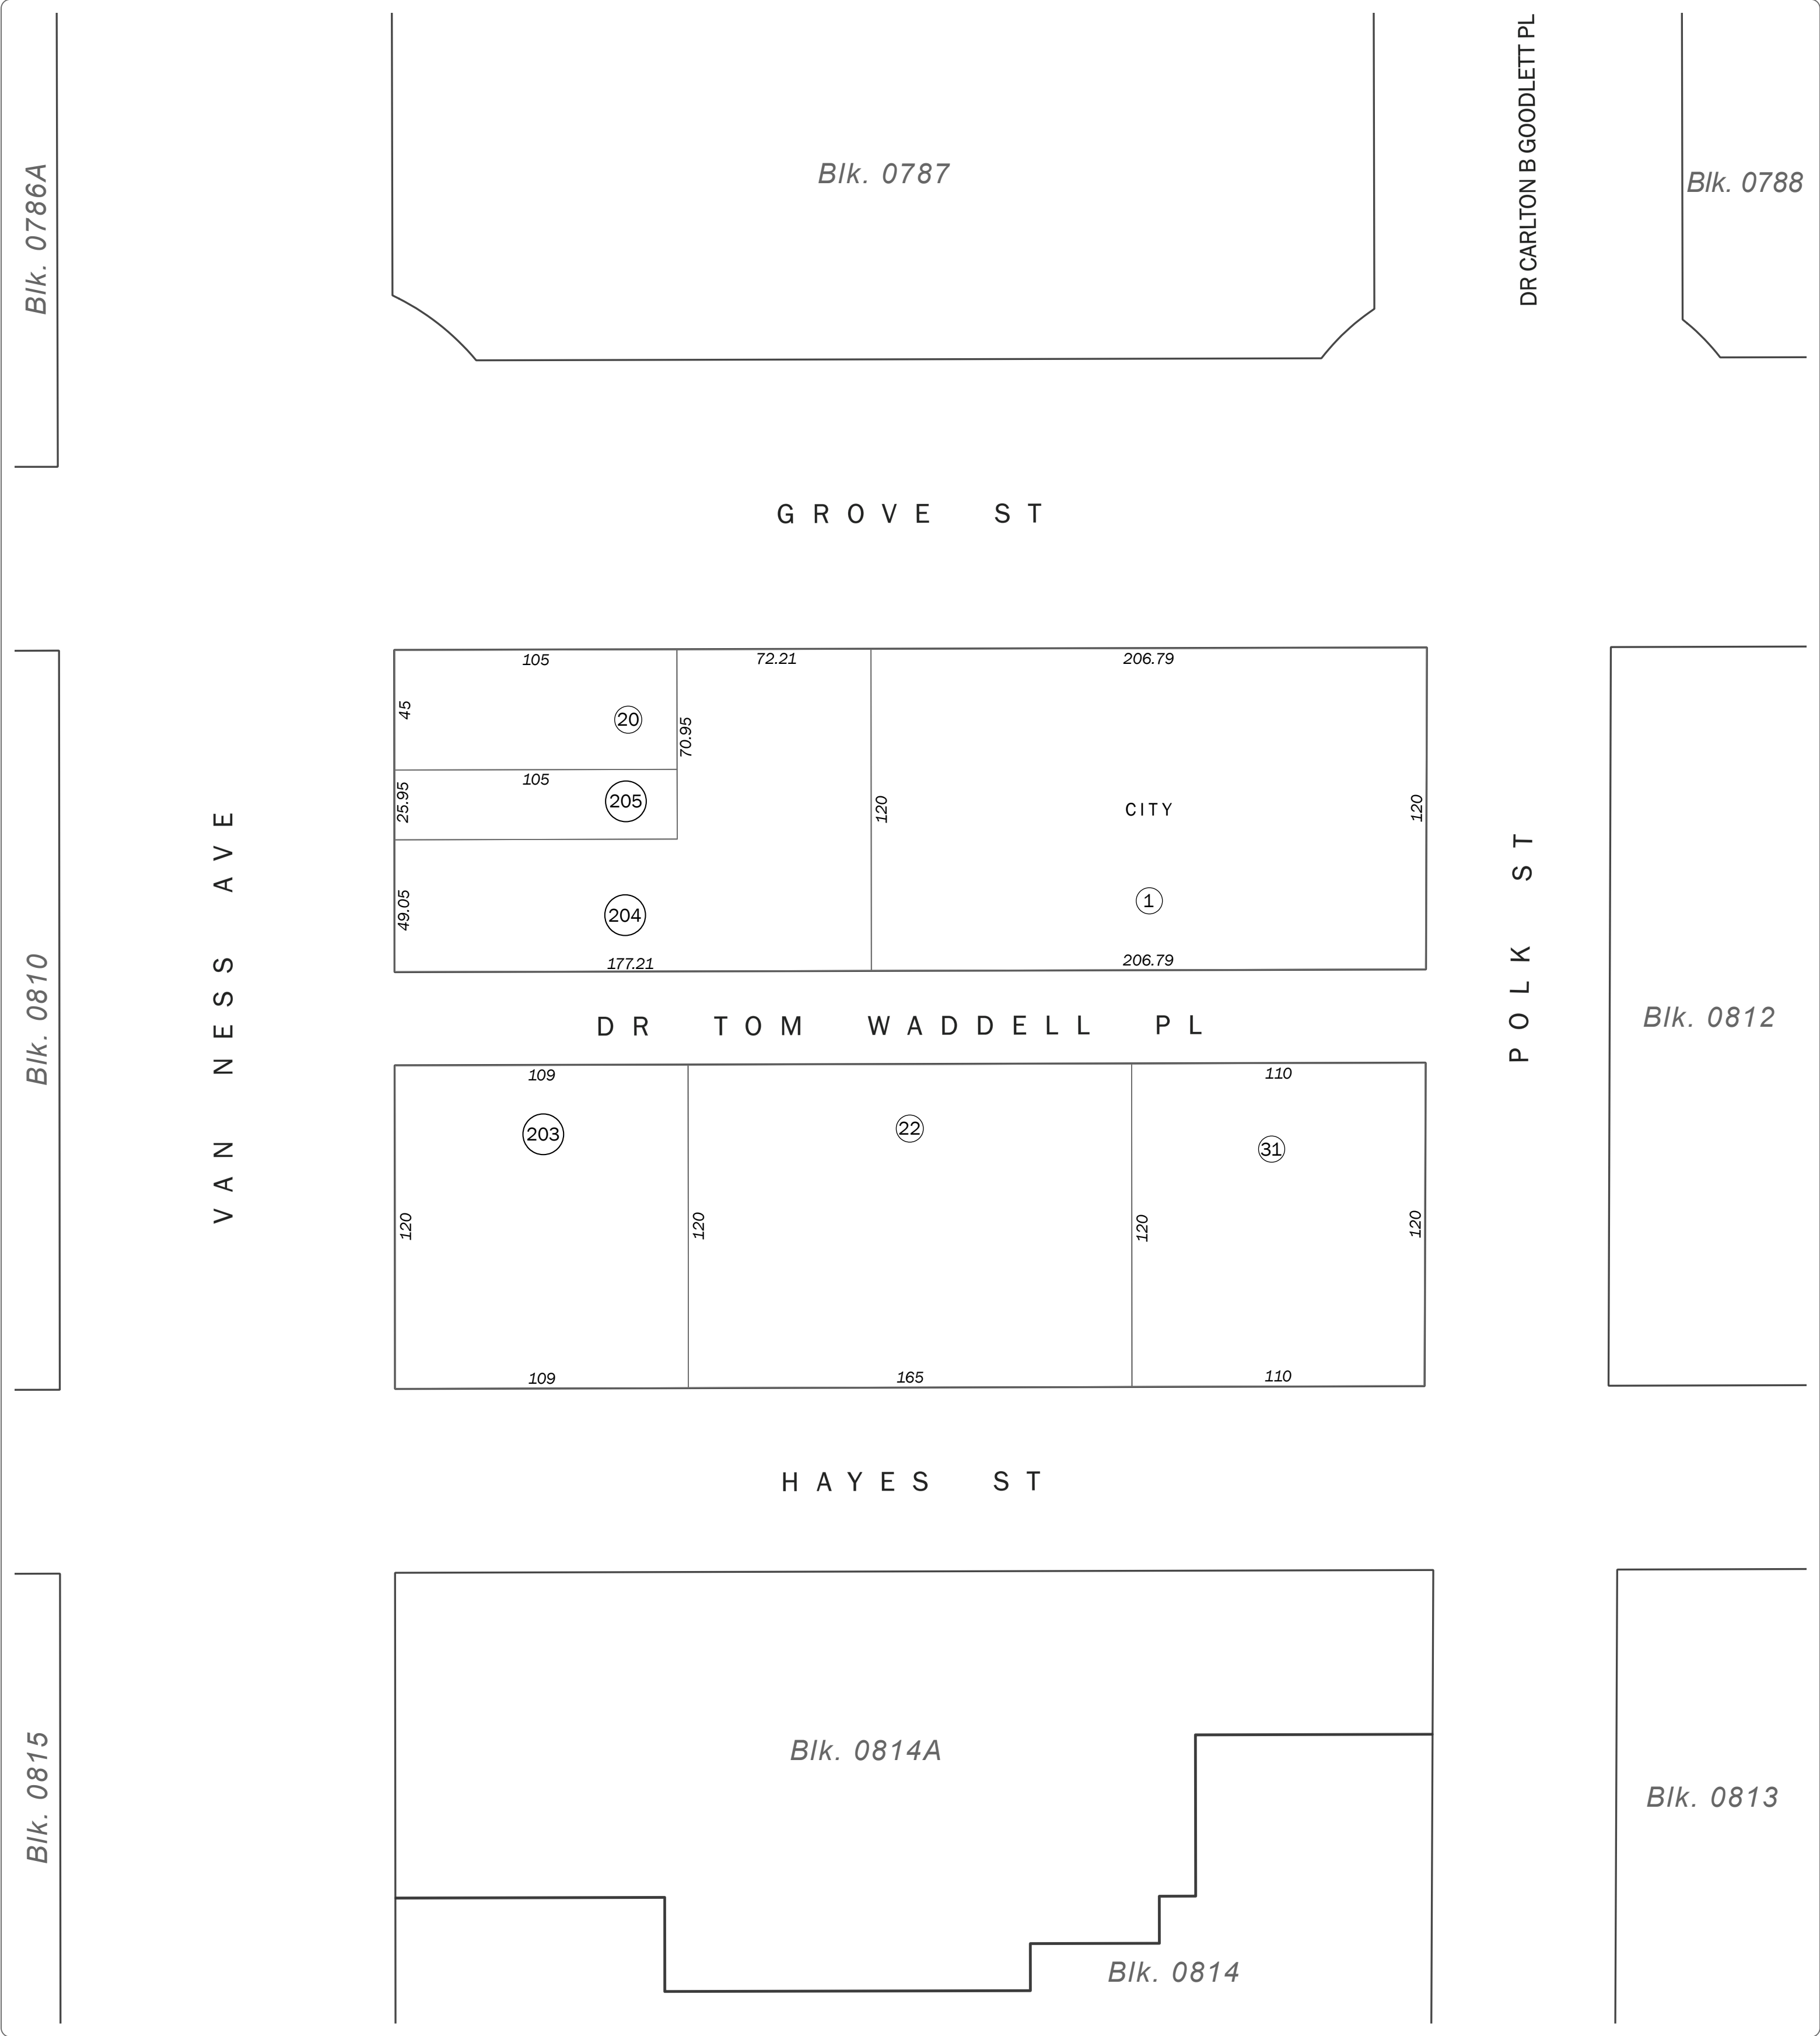 Blk. 0786A
Blk. 0787
DR CARLTON B GOODLETT PL
Blk. 0788
GROVE ST
105
72.21
206.79
45
20
70.95
105
25.95
205
120
CITY
120
49.05
204
1
177.21
206.79
VAN NESS AVE
POLK ST
Blk. 0810
Blk. 0812
DR TOM WADDELL PL
109
110
203
22
31
120
120
120
120
109
165
110
HAYES ST
Blk. 0814A
Blk. 0815
Blk. 0813
Blk. 0814